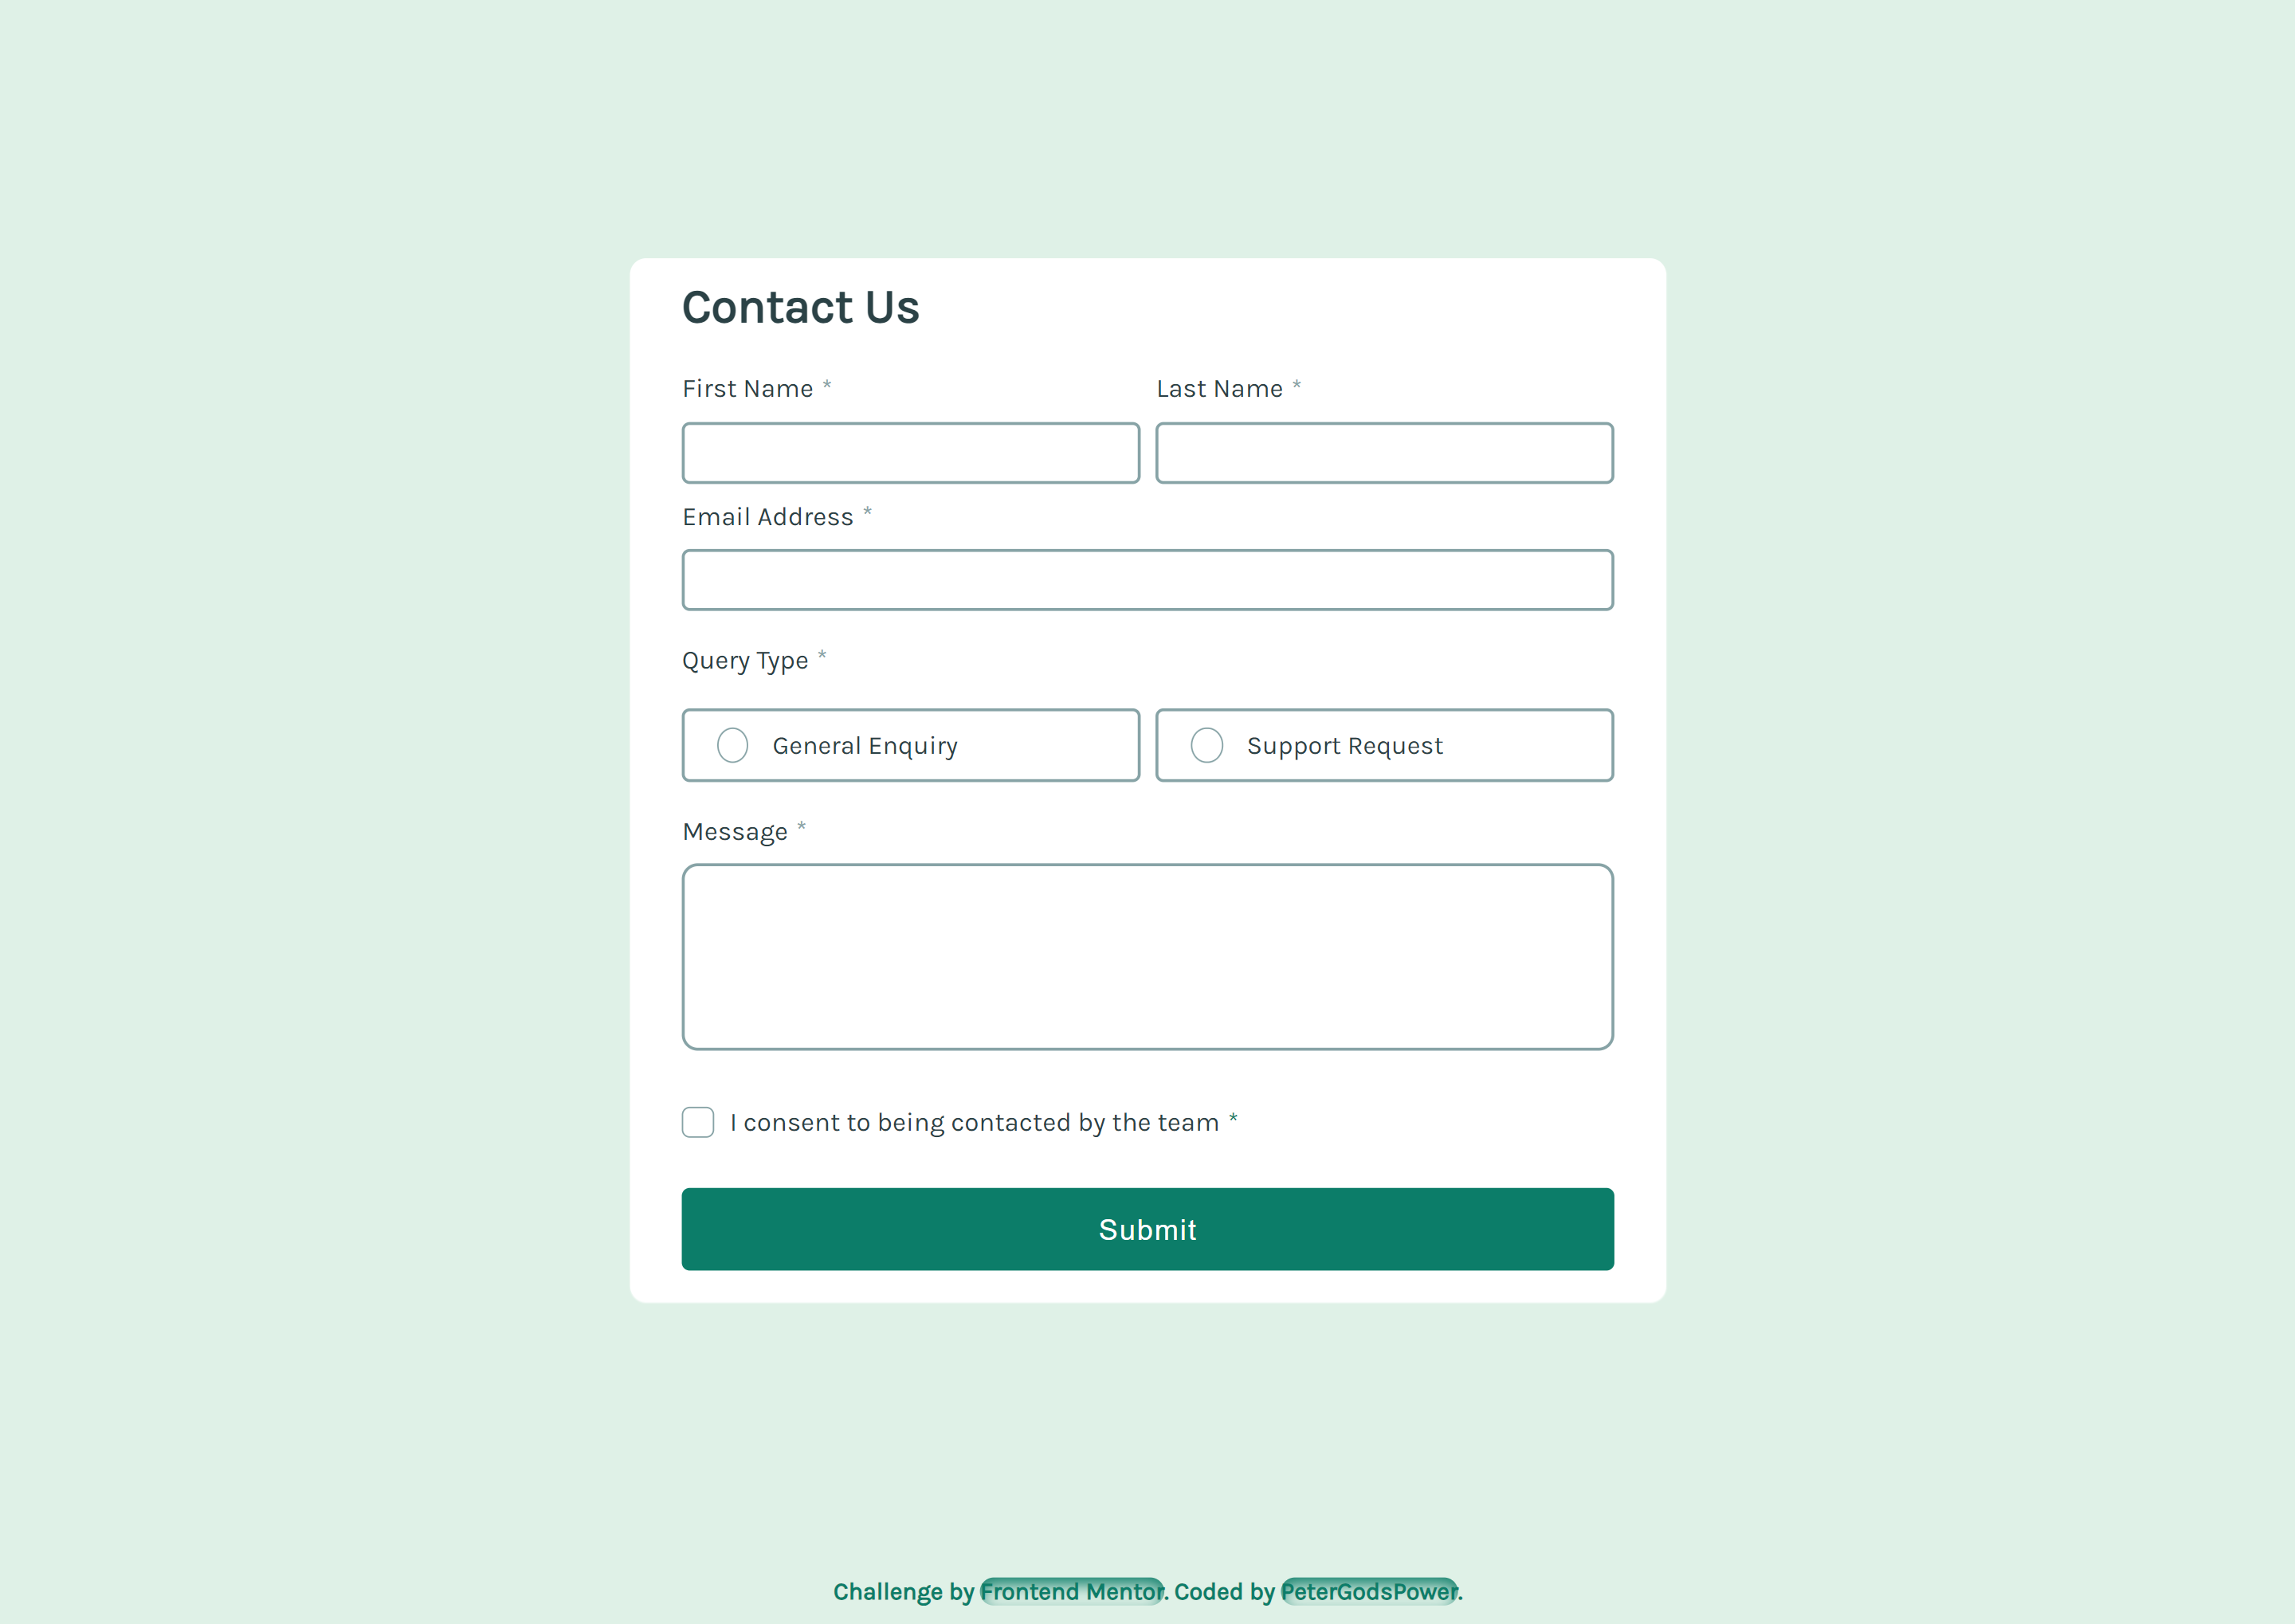 Contact Us
First Name * Last Name *
Email Address *
Query Type *
General Enquiry Support Request
Message *
I consent to being contacted by the team *
Submit
Challenge by Frontend Mentor. Coded by PeterGodsPower.